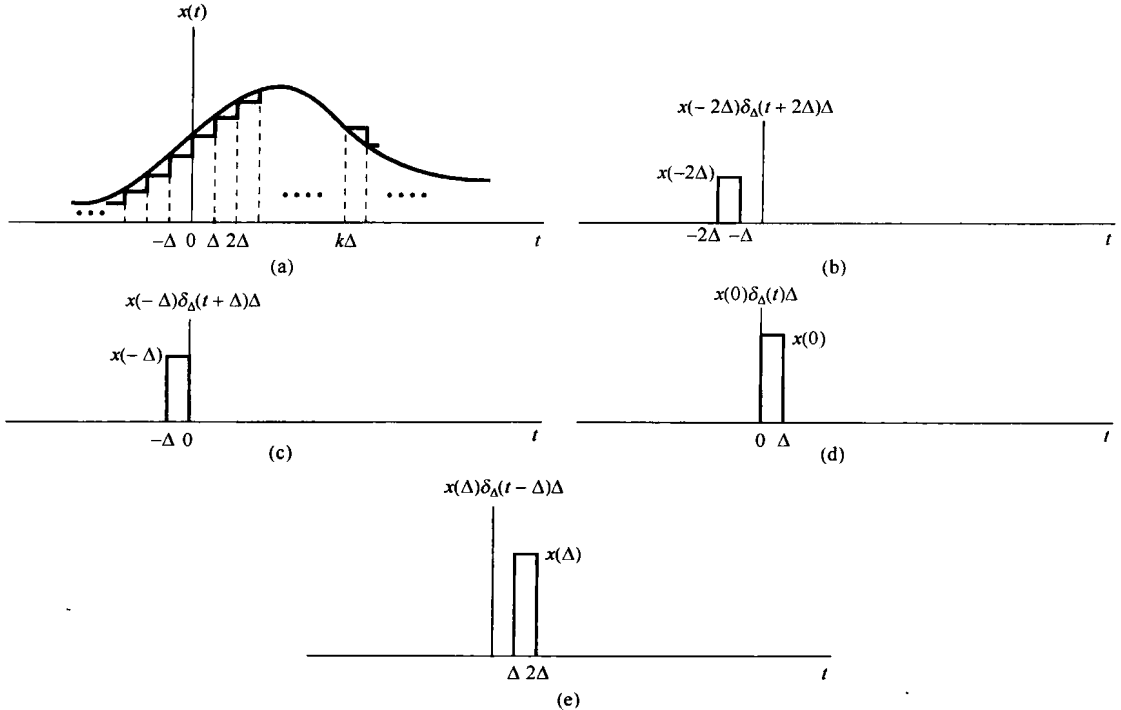 x(t)
−Δ 0 Δ 2Δ kΔ t
(a)
x(− 2Δ)δ_Δ(t + 2Δ)Δ
x(−2Δ)
−2Δ −Δ t
(b)
x(− Δ)δ_Δ(t + Δ)Δ
x(− Δ)
−Δ 0 t
(c)
x(0)δ_Δ(t)Δ
x(0)
0 Δ t
(d)
x(Δ)δ_Δ(t − Δ)Δ
x(Δ)
Δ 2Δ t
(e)